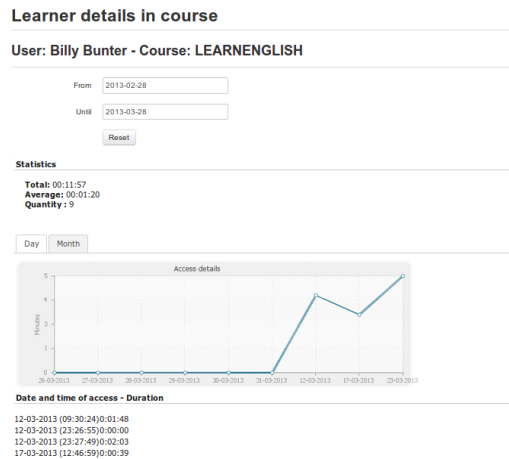 Learner details in course
User: Billy Bunter - Course: LEARNENGLISH
From 2013-02-28
Until 2013-03-28
Reset
Statistics
Total: 00:11:57
Average: 00:01:20
Quantity : 9
Day Month
Access details
5
4
3
1
0
Minutes
26-03-2013 27-03-2013 28-03-2013 29-03-2013 30-03-2013 31-03-2013 12-03-2013 17-03-2013 23-03-2013
Date and time of access - Duration
12-03-2013 (09:30:24)0:01:48
12-03-2013 (23:26:55)0:00:00
12-03-2013 (23:27:49)0:02:03
17-03-2013 (12:46:59)0:00:39